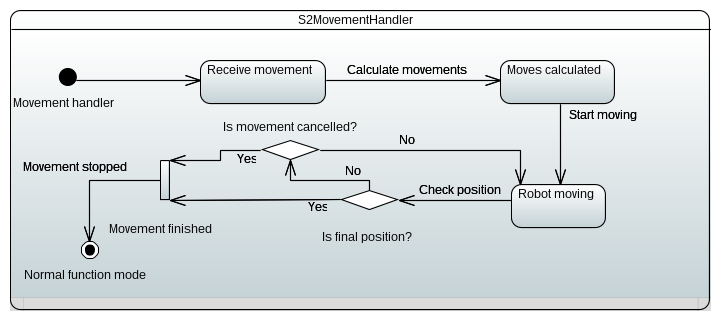 S2MovementHandler
Receive movement
Calculate movements
Moves calculated
Movement handler
Start moving
Is movement cancelled?
No
Yes
Movement stopped
No
Check position
Robot moving
Yes
Movement finished
Is final position?
Normal function mode